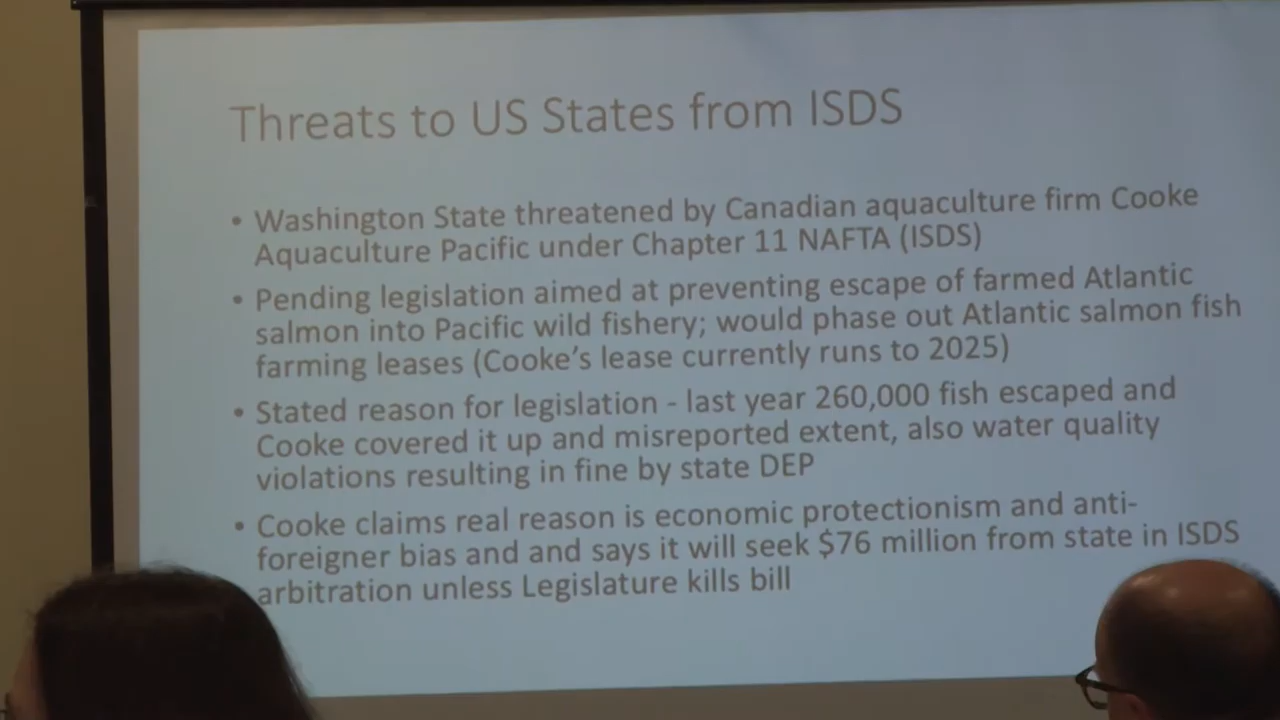 Threats to US States from ISDS
• Washington State threatened by Canadian aquaculture firm Cooke
Aquaculture Pacific under Chapter 11 NAFTA (ISDS)
• Pending legislation aimed at preventing escape of farmed Atlantic
salmon into Pacific wild fishery; would phase out Atlantic salmon fish
farming leases (Cooke's lease currently runs to 2025)
• Stated reason for legislation - last year 260,000 fish escaped and
Cooke covered it up and misreported extent, also water quality
violations resulting in fine by state DEP
• Cooke claims real reason is economic protectionism and anti-
foreigner bias and and says it will seek $76 million from state in ISDS
arbitration unless Legislature kills bill